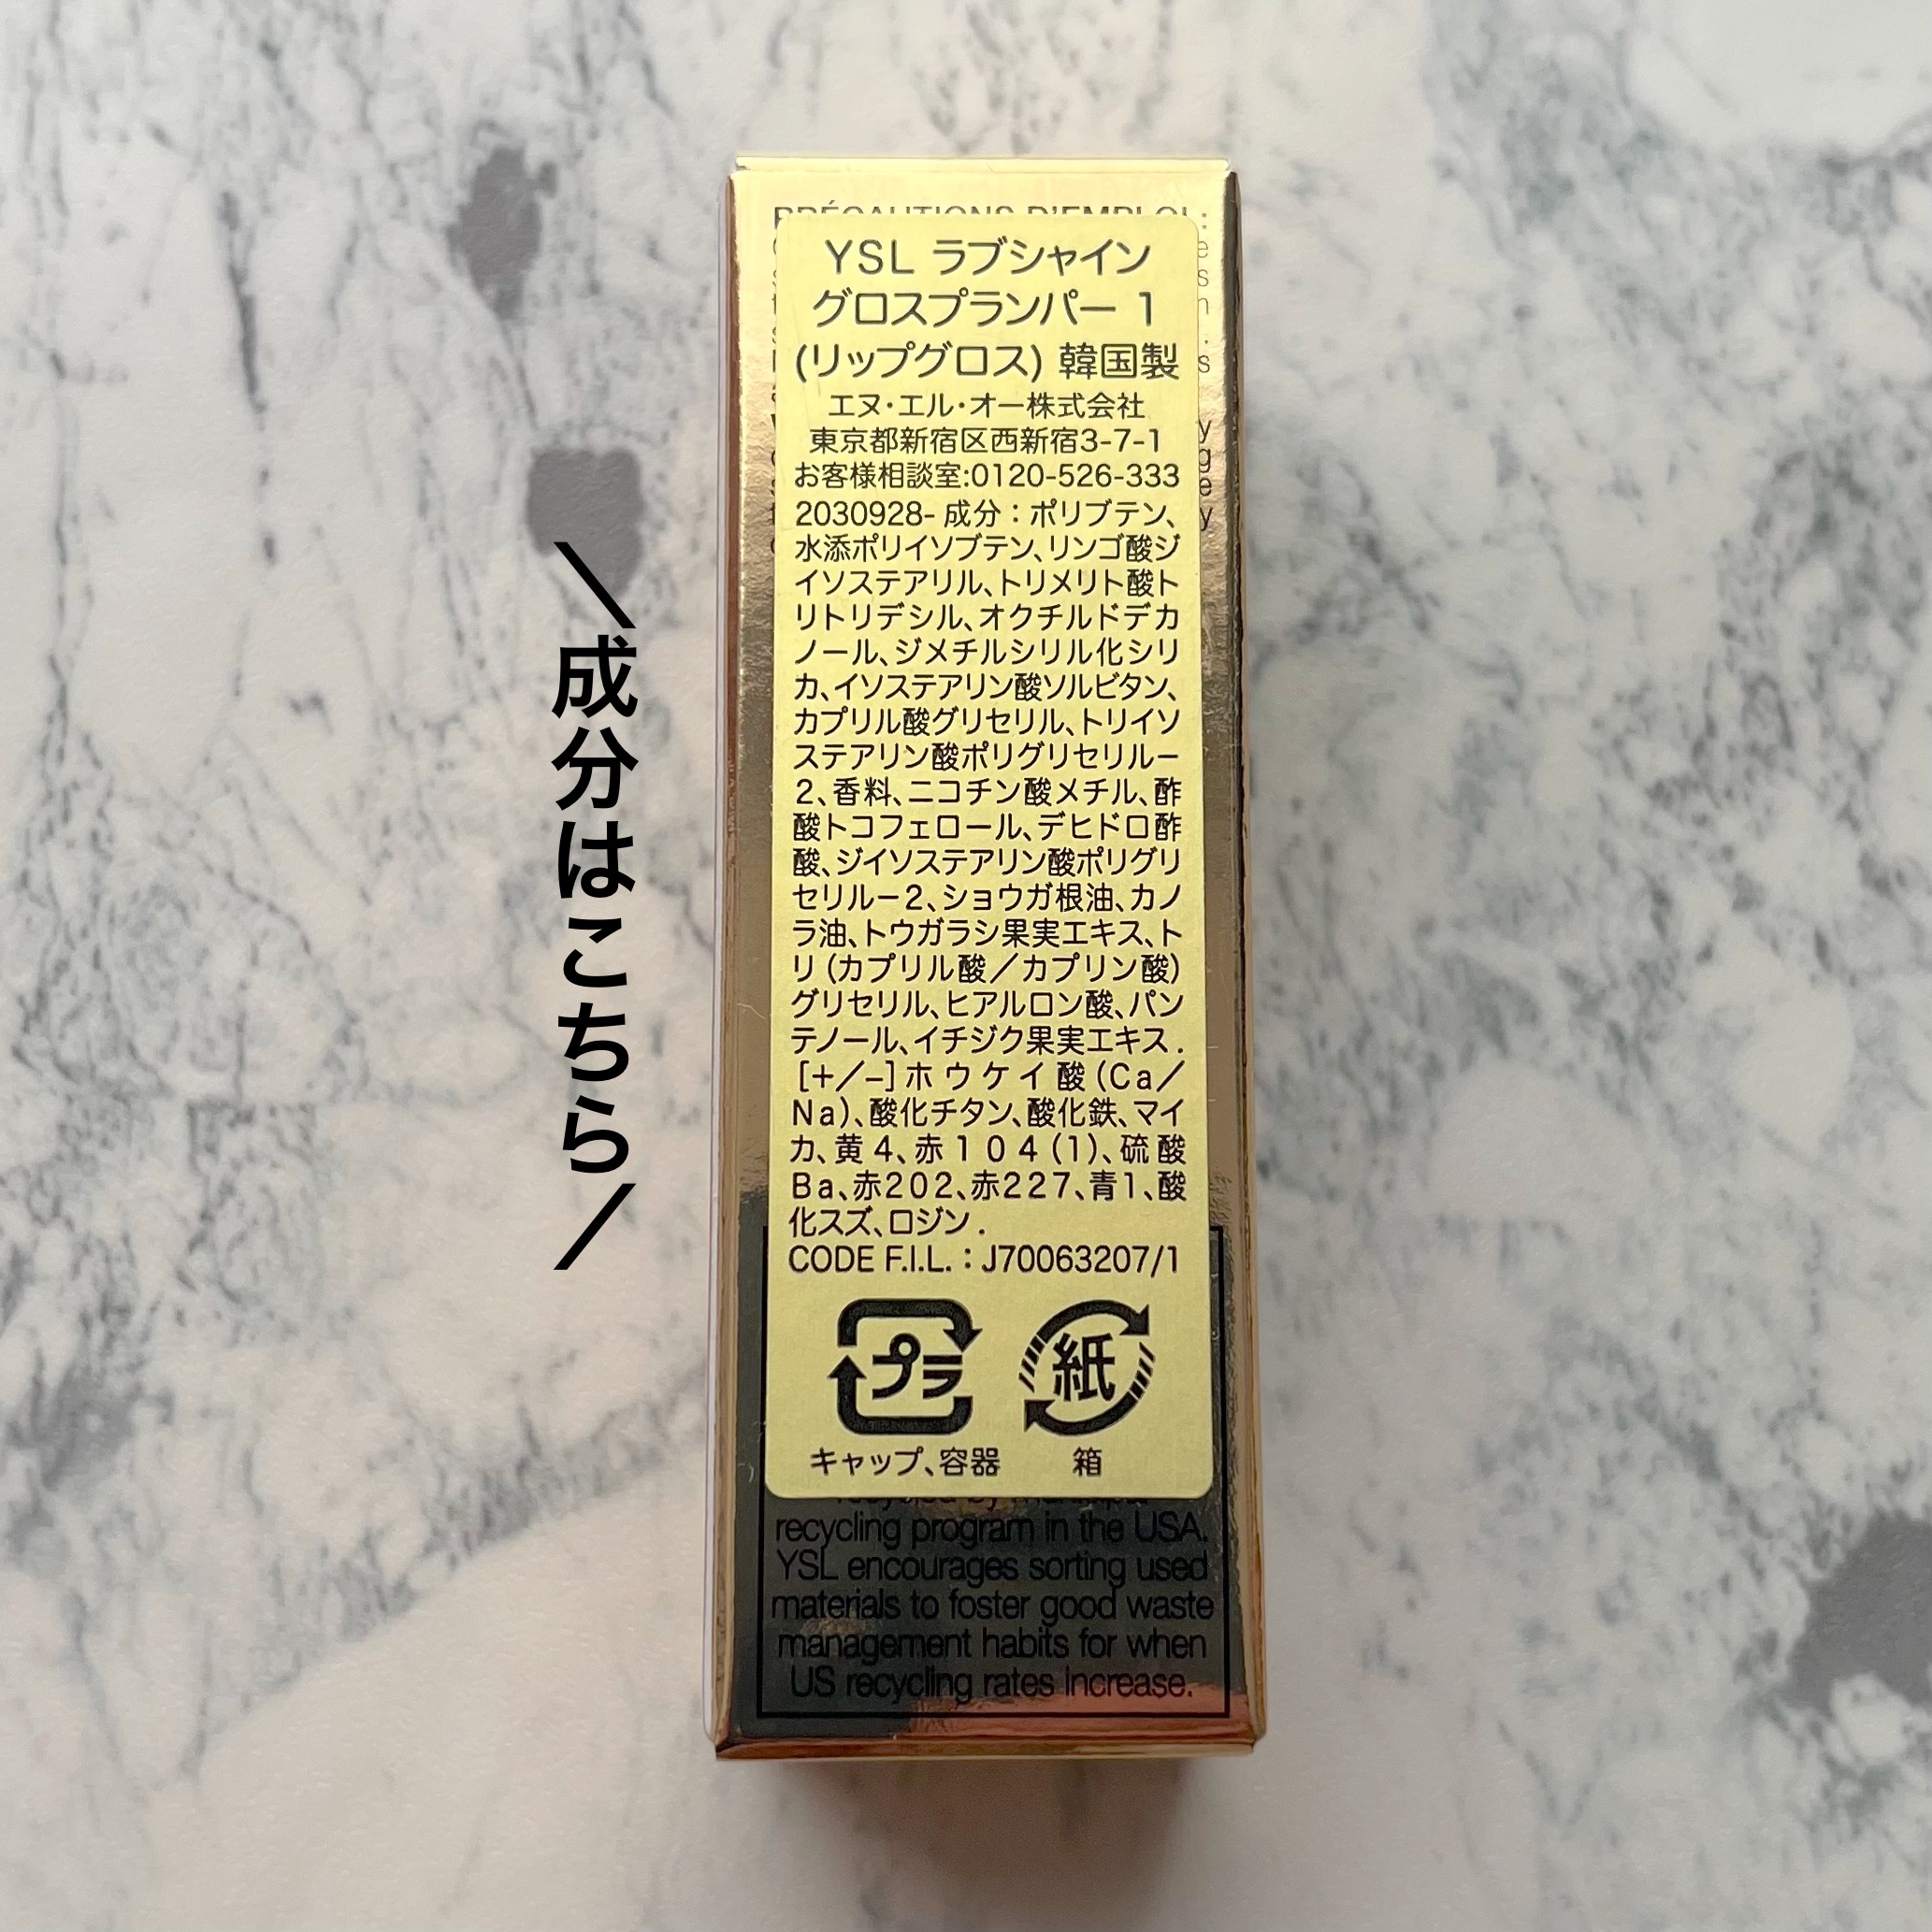 ＼成分はこちら／
PRÉCAUTIONS D'EMPLOI :
YSL ラブシャイン
グロスプランパー 1
(リップグロス) 韓国製
エヌ・エル・オー株式会社
東京都新宿区西新宿3-7-1
お客様相談室:0120-526-333
2030928- 成分：ポリブテン、
水添ポリイソブテン、リンゴ酸ジ
イソステアリル、トリメリト酸ト
リトリデシル、オクチルドデカ
ノール、ジメチルシリル化シリ
カ、イソステアリン酸ソルビタン、
カプリル酸グリセリル、トリイソ
ステアリン酸ポリグリセリル－
2、香料、ニコチン酸メチル、酢
酸トコフェロール、デヒドロ酢
酸、ジイソステアリン酸ポリグリ
セリル－2、ショウガ根油、カノ
ラ油、トウガラシ果実エキス、ト
リ(カプリル酸／カプリン酸)
グリセリル、ヒアルロン酸、パン
テノール、イチジク果実エキス.
[+／–]ホウケイ酸(Ca／
Na)、酸化チタン、酸化鉄、マイ
カ、黄4、赤104(1)、硫酸
Ba、赤202、赤227、青1、酸
化スズ、ロジン.
CODE F.I.L. : J70063207/1
プラ 紙
キャップ、容器 箱
recycling program in the USA.
YSL encourages sorting used
materials to foster good waste
management habits for when
US recycling rates increase.